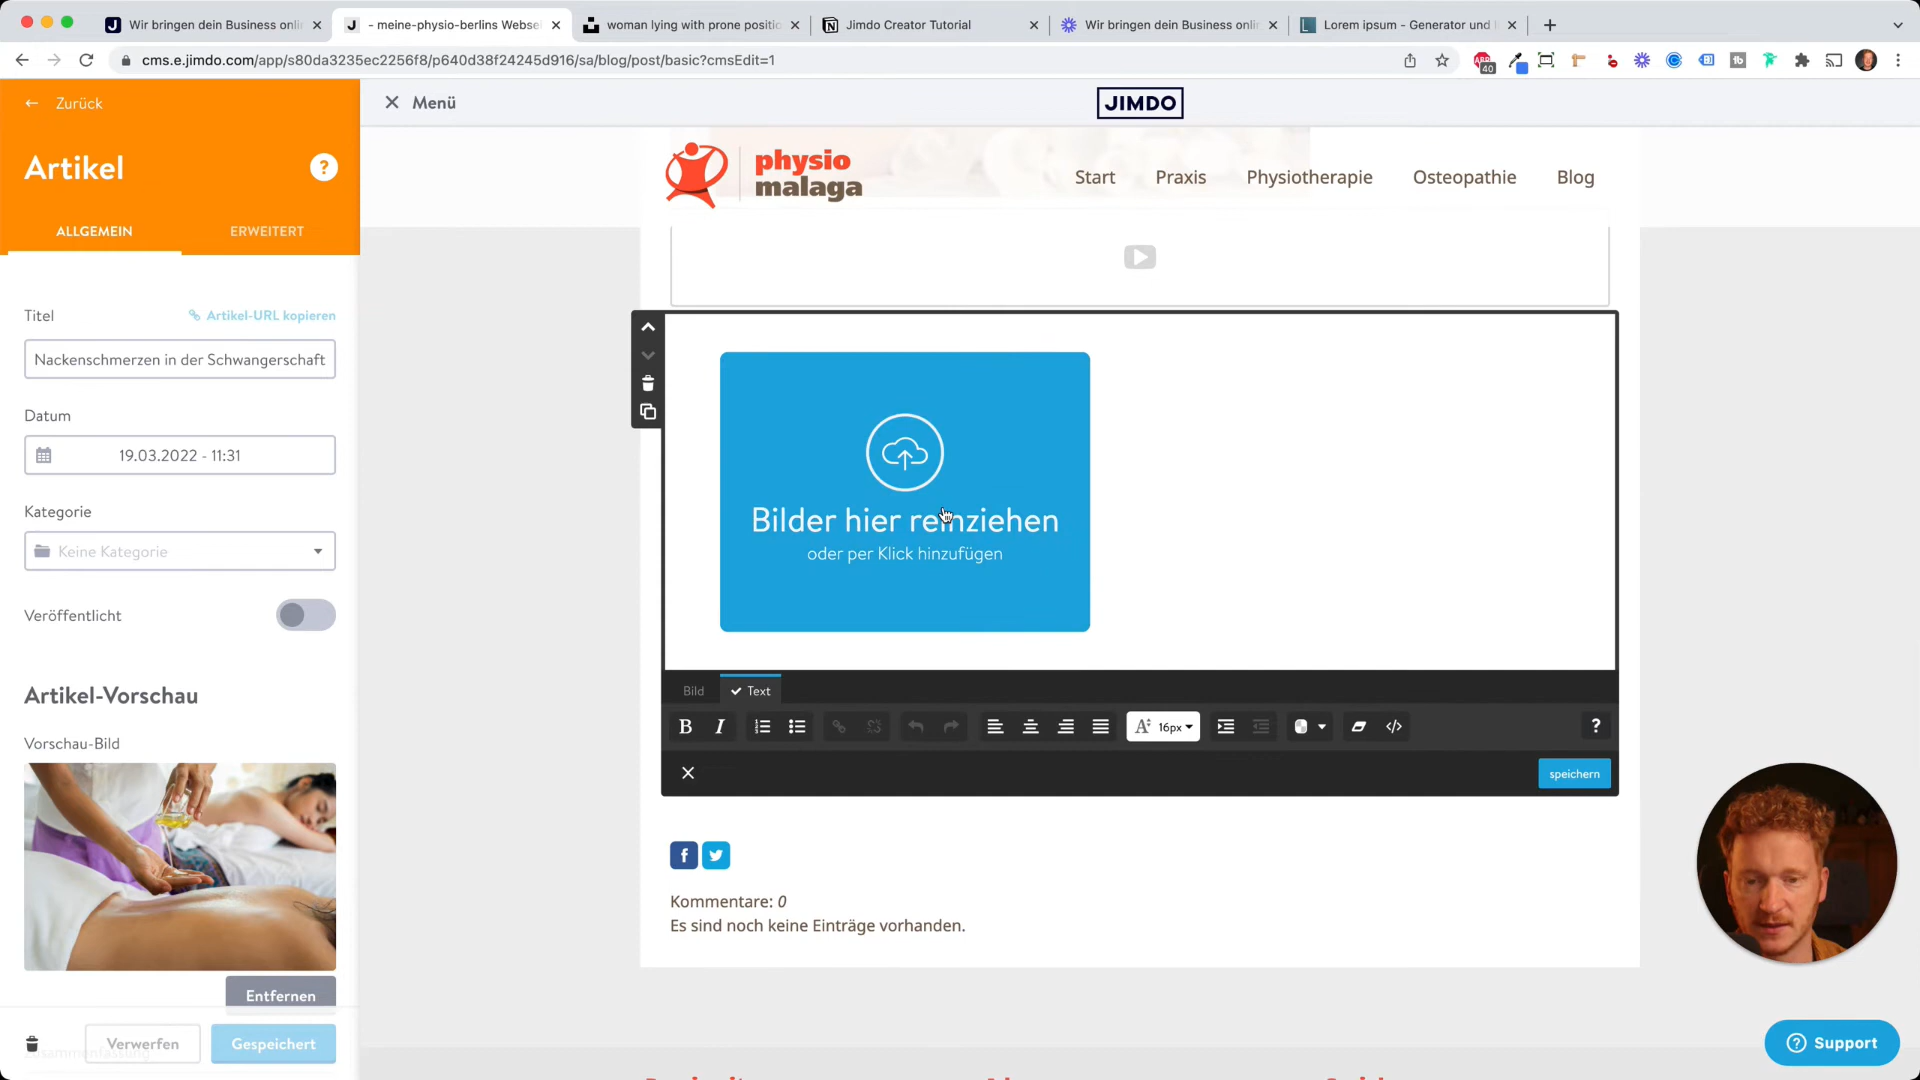 Wir bringen dein Business onlin
- meine-physio-berlins Webse
woman lying with prone positio
Jimdo Creator Tutorial
Wir bringen dein Business onlin
Lorem ipsum - Generator und
cms.e.jimdo.com/app/s80da3235ec2256f8/p640d38f24245d916/sa/blog/post/basic?cmsEdit=1
40
Zurück
Menü
JIMDO
Artikel
?
ALLGEMEIN
ERWEITERT
physio
malaga
Start
Praxis
Physiotherapie
Osteopathie
Blog
Titel
Artikel-URL kopieren
Nackenschmerzen in der Schwangerschaft
Datum
19.03.2022 - 11:31
Kategorie
Keine Kategorie
Veröffentlicht
Artikel-Vorschau
Vorschau-Bild
Entfernen
Verwerfen
Gespeichert
Zusammenfassung
Bilder hier reinziehen
oder per Klick hinzufügen
Bild
Text
B I
A 16px
?
speichern
Kommentare: 0
Es sind noch keine Einträge vorhanden.
Support